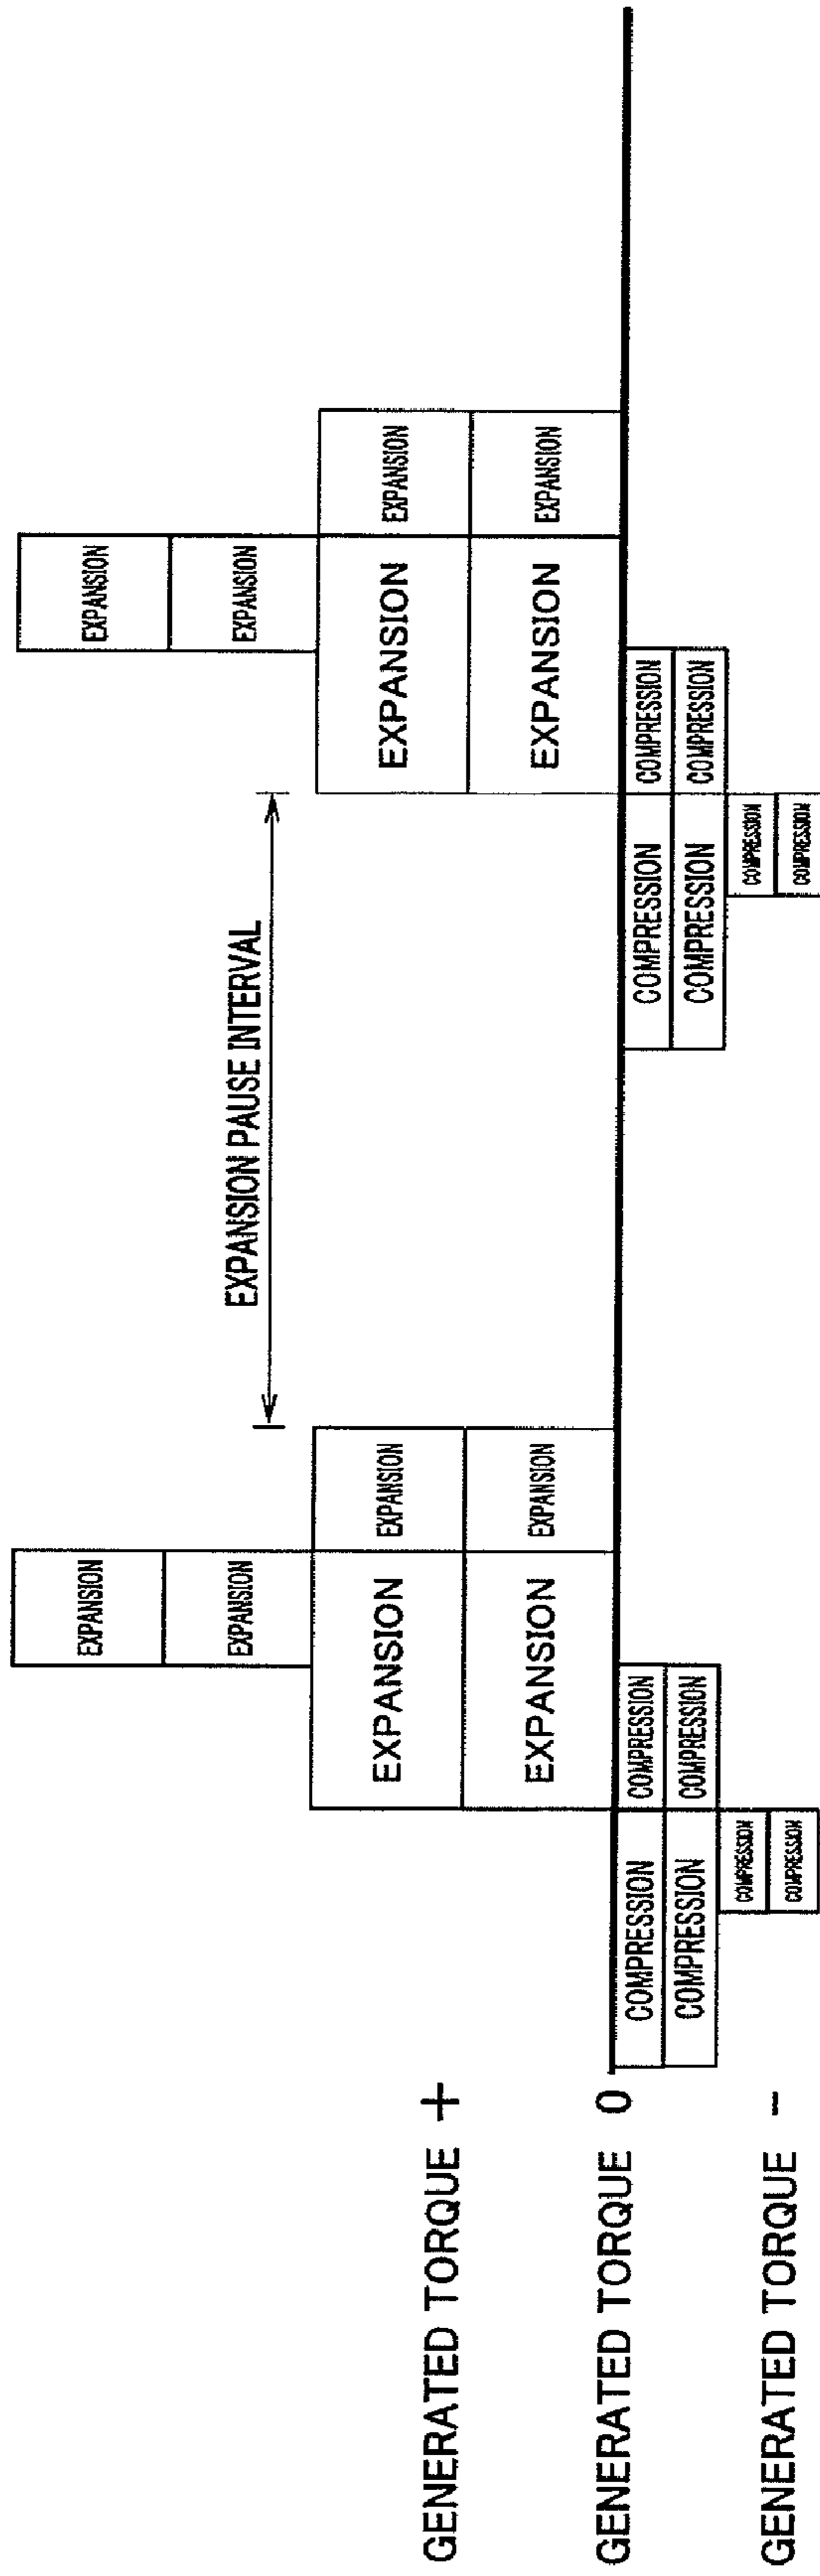 EXPANSION
EXPANSION
EXPANSION
EXPANSION PAUSE INTERVAL
EXPANSION
GENERATED TORQUE +
EXPANSION
EXPANSION
EXPANSION
EXPANSION
EXPANSION
EXPANSION
EXPANSION
EXPANSION
GENERATED TORQUE 0
COMPRESSION
COMPRESSION
COMPRESSION
COMPRESSION
COMPRESSION
COMPRESSION
COMPRESSION
COMPRESSION
COMPRESSION
COMPRESSION
GENERATED TORQUE -
COMPRESSION
COMPRESSION